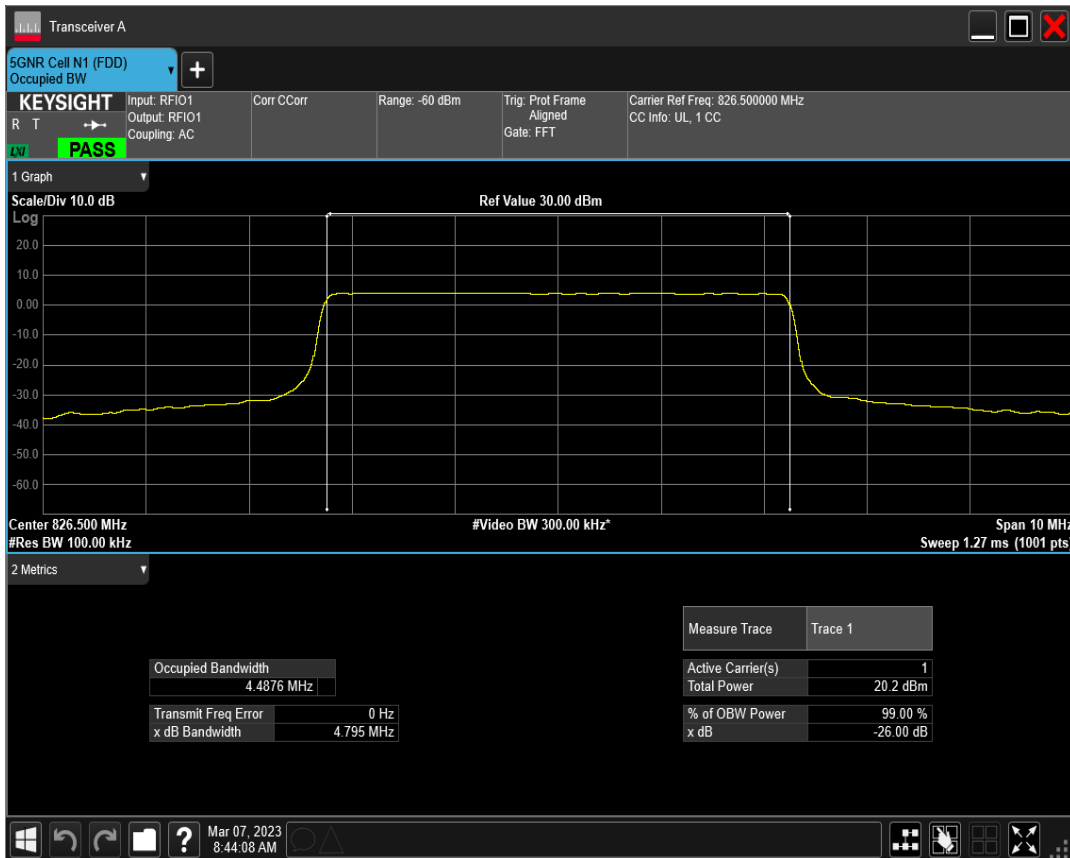 Transceiver A
5GNR Cell N1 (FDD)
Occupied BW
+
KEYSIGHT
R T
LXI
PASS
Input: RFIO1
Output: RFIO1
Coupling: AC
Corr CCorr
Range: -60 dBm
Trig: Prot Frame
Aligned
Gate: FFT
Carrier Ref Freq: 826.500000 MHz
CC Info: UL, 1 CC
1 Graph
Scale/Div 10.0 dB
Ref Value 30.00 dBm
Log
20.0
10.0
0.00
-10.0
-20.0
-30.0
-40.0
-50.0
-60.0
Center 826.500 MHz
#Video BW 300.00 kHz*
Span 10 MHz
#Res BW 100.00 kHz
Sweep 1.27 ms (1001 pts)
2 Metrics
Measure Trace Trace 1
Occupied Bandwidth
4.4876 MHz
Transmit Freq Error 0 Hz
x dB Bandwidth 4.795 MHz
Active Carrier(s) 1
Total Power 20.2 dBm
% of OBW Power 99.00 %
x dB -26.00 dB
?
Mar 07, 2023
8:44:08 AM